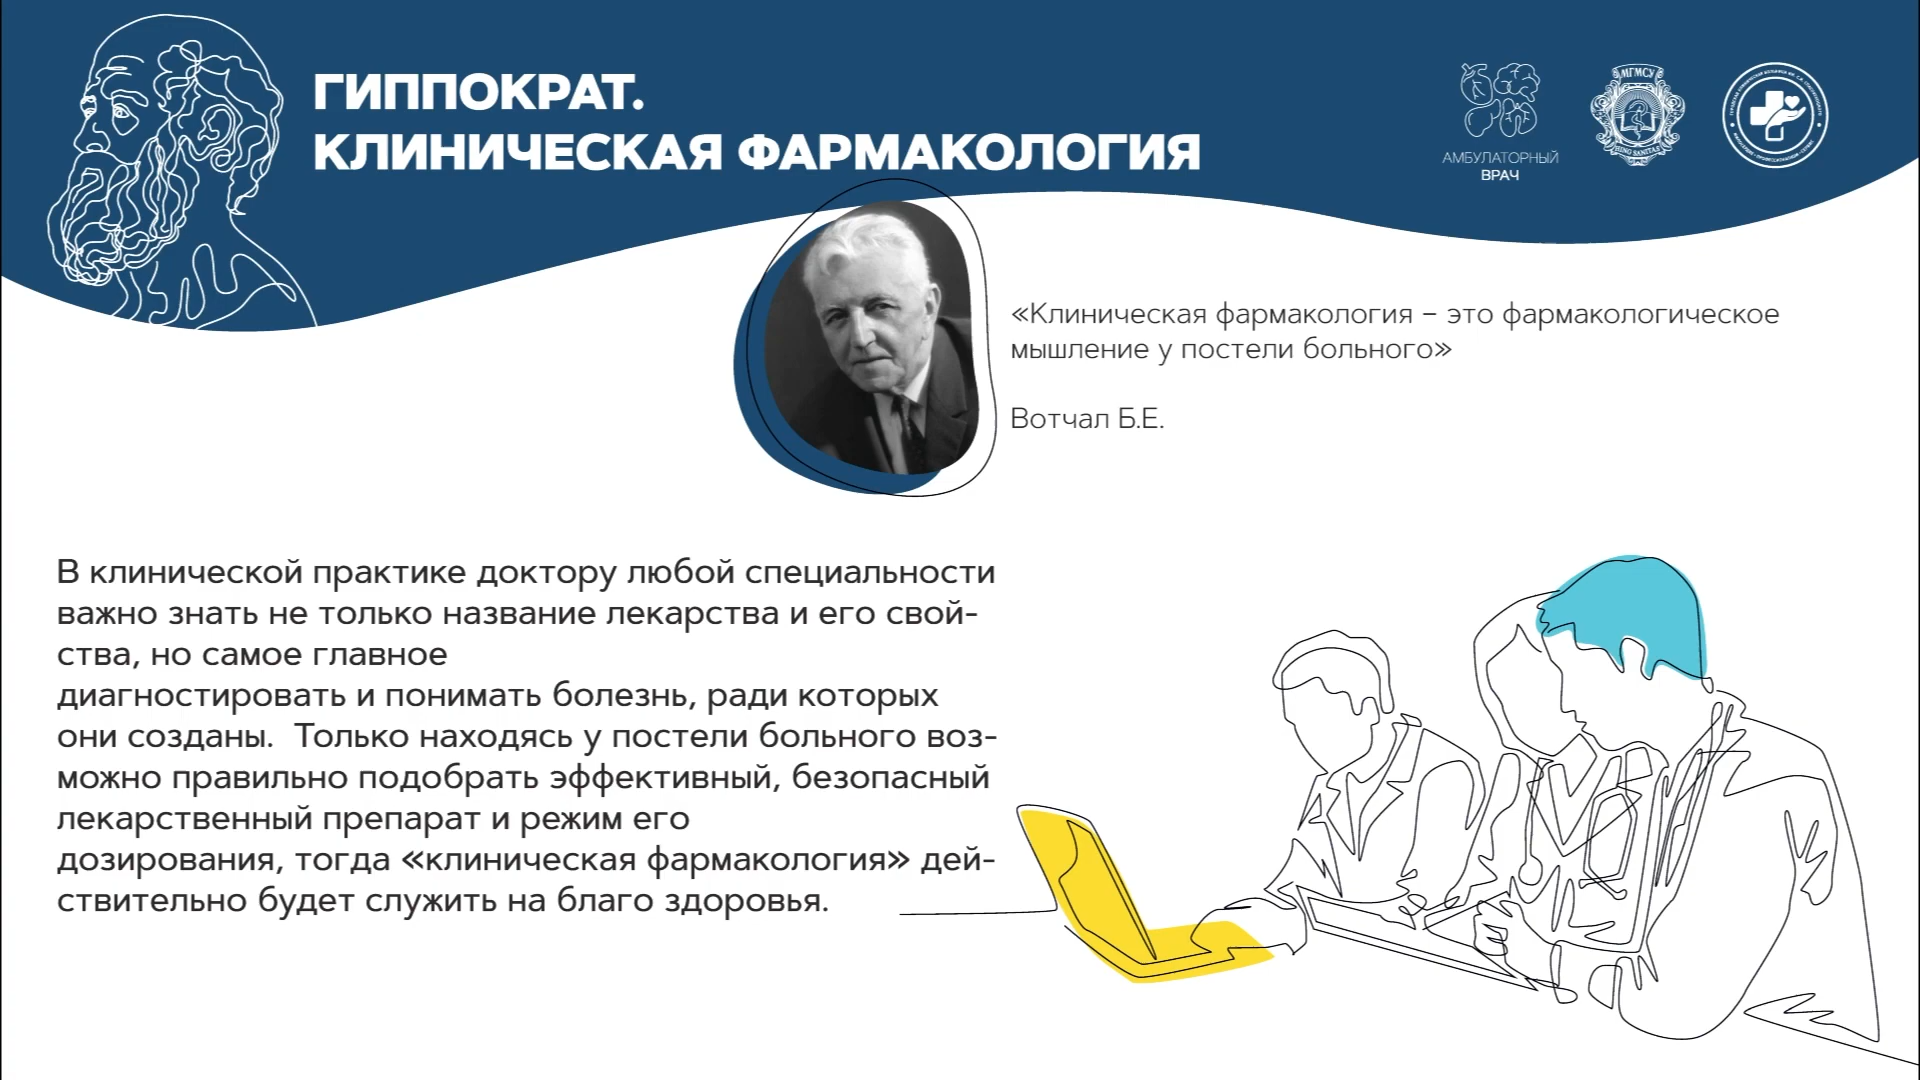 ГИППОКРАТ.
КЛИНИЧЕСКАЯ ФАРМАКОЛОГИЯ
АМБУЛАТОРНЫЙ
ВРАЧ
МГМСУ
HINC SANITAS
«Клиническая фармакология – это фармакологическое
мышление у постели больного»
Вотчал Б.Е.
В клинической практике доктору любой специальности
важно знать не только название лекарства и его свой-
ства, но самое главное
диагностировать и понимать болезнь, ради которых
они созданы.  Только находясь у постели больного воз-
можно правильно подобрать эффективный, безопасный
лекарственный препарат и режим его
дозирования, тогда «клиническая фармакология» дей-
ствительно будет служить на благо здоровья.